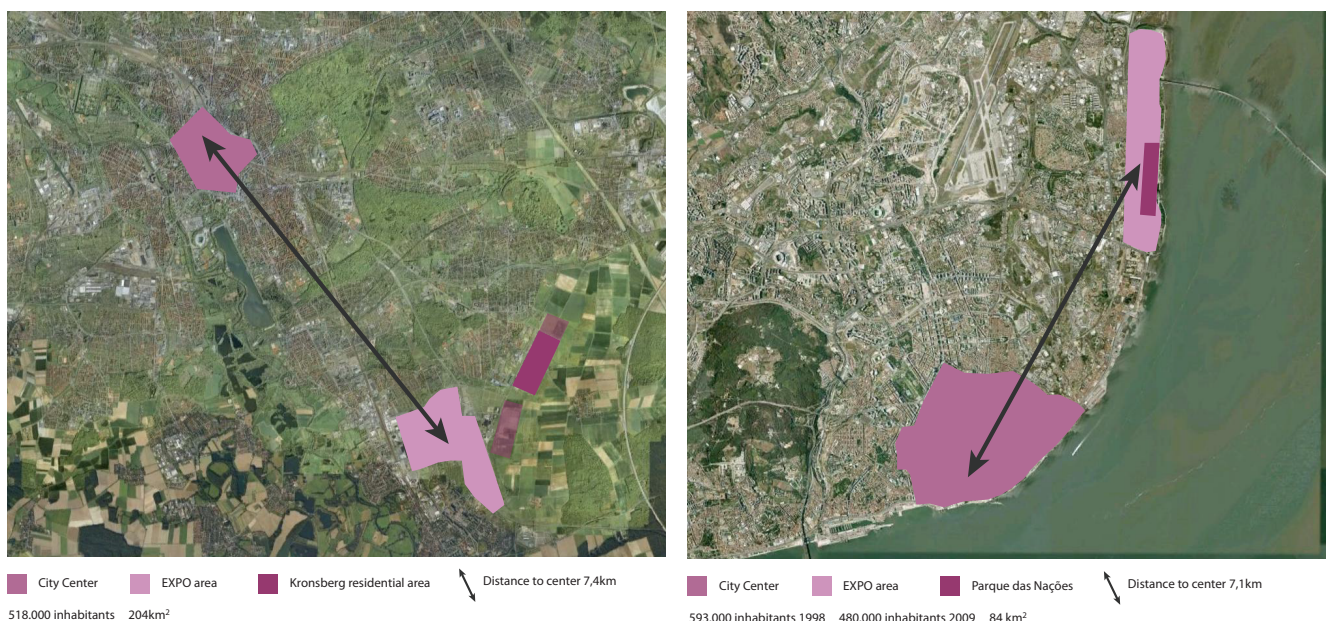 City Center EXPO area Kronsberg residential area Distance to center 7,4km
518.000 inhabitants 204km²
City Center EXPO area Parque das Nações Distance to center 7,1km
593.000 inhabitants 1998 480.000 inhabitants 2009 84 km²